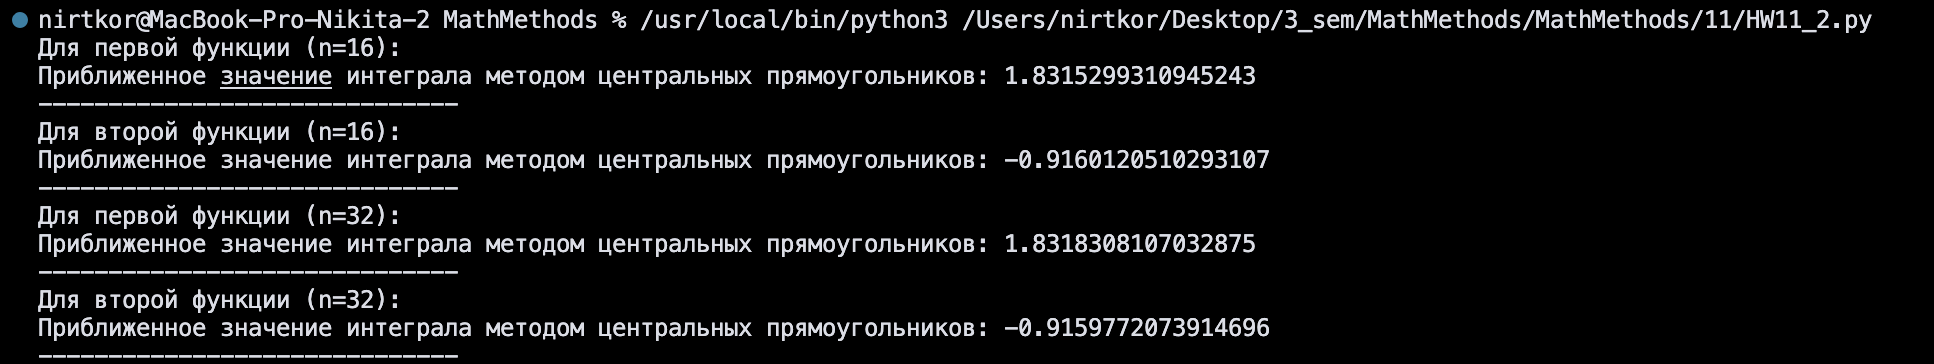 nirtkor@MacBook-Pro-Nikita-2 MathMethods % /usr/local/bin/python3 /Users/nirtkor/Desktop/3_sem/MathMethods/MathMethods/11/HW11_2.py
Для первой функции (n=16):
Приближенное значение интеграла методом центральных прямоугольников: 1.8315299310945243
------------------------------
Для второй функции (n=16):
Приближенное значение интеграла методом центральных прямоугольников: -0.9160120510293107
------------------------------
Для первой функции (n=32):
Приближенное значение интеграла методом центральных прямоугольников: 1.8318308107032875
------------------------------
Для второй функции (n=32):
Приближенное значение интеграла методом центральных прямоугольников: -0.9159772073914696
------------------------------